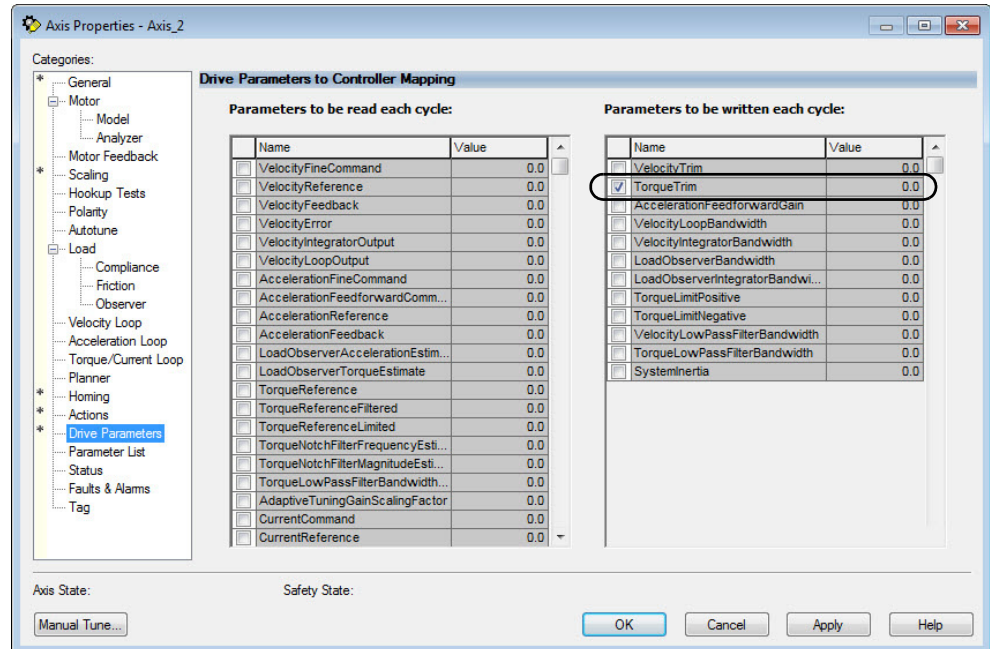 Axis Properties - Axis_2
Categories:
* General
Motor
Model
Analyzer
Motor Feedback
* Scaling
Hookup Tests
Polarity
Autotune
Load
Compliance
Friction
Observer
Velocity Loop
Acceleration Loop
Torque/Current Loop
Planner
* Homing
* Actions
* Drive Parameters
Parameter List
Status
Faults & Alarms
Tag
Drive Parameters to Controller Mapping
Parameters to be read each cycle:
Name Value
VelocityFineCommand 0.0
VelocityReference 0.0
VelocityFeedback 0.0
VelocityError 0.0
VelocityIntegratorOutput 0.0
VelocityLoopOutput 0.0
AccelerationFineCommand 0.0
AccelerationFeedforwardComm... 0.0
AccelerationReference 0.0
AccelerationFeedback 0.0
LoadObserverAccelerationEstim... 0.0
LoadObserverTorqueEstimate 0.0
TorqueReference 0.0
TorqueReferenceFiltered 0.0
TorqueReferenceLimited 0.0
TorqueNotchFilterFrequencyEsti... 0.0
TorqueNotchFilterMagnitudeEsti... 0.0
TorqueLowPassFilterBandwidth... 0.0
AdaptiveTuningGainScalingFactor 0.0
CurrentCommand 0.0
CurrentReference 0.0
Parameters to be written each cycle:
Name Value
VelocityTrim 0.0
TorqueTrim 0.0
AccelerationFeedforwardGain 0.0
VelocityLoopBandwidth 0.0
VelocityIntegratorBandwidth 0.0
LoadObserverBandwidth 0.0
LoadObserverIntegratorBandwi... 0.0
TorqueLimitPositive 0.0
TorqueLimitNegative 0.0
VelocityLowPassFilterBandwidth 0.0
TorqueLowPassFilterBandwidth 0.0
SystemInertia 0.0
Axis State:
Safety State:
Manual Tune...
OK
Cancel
Apply
Help